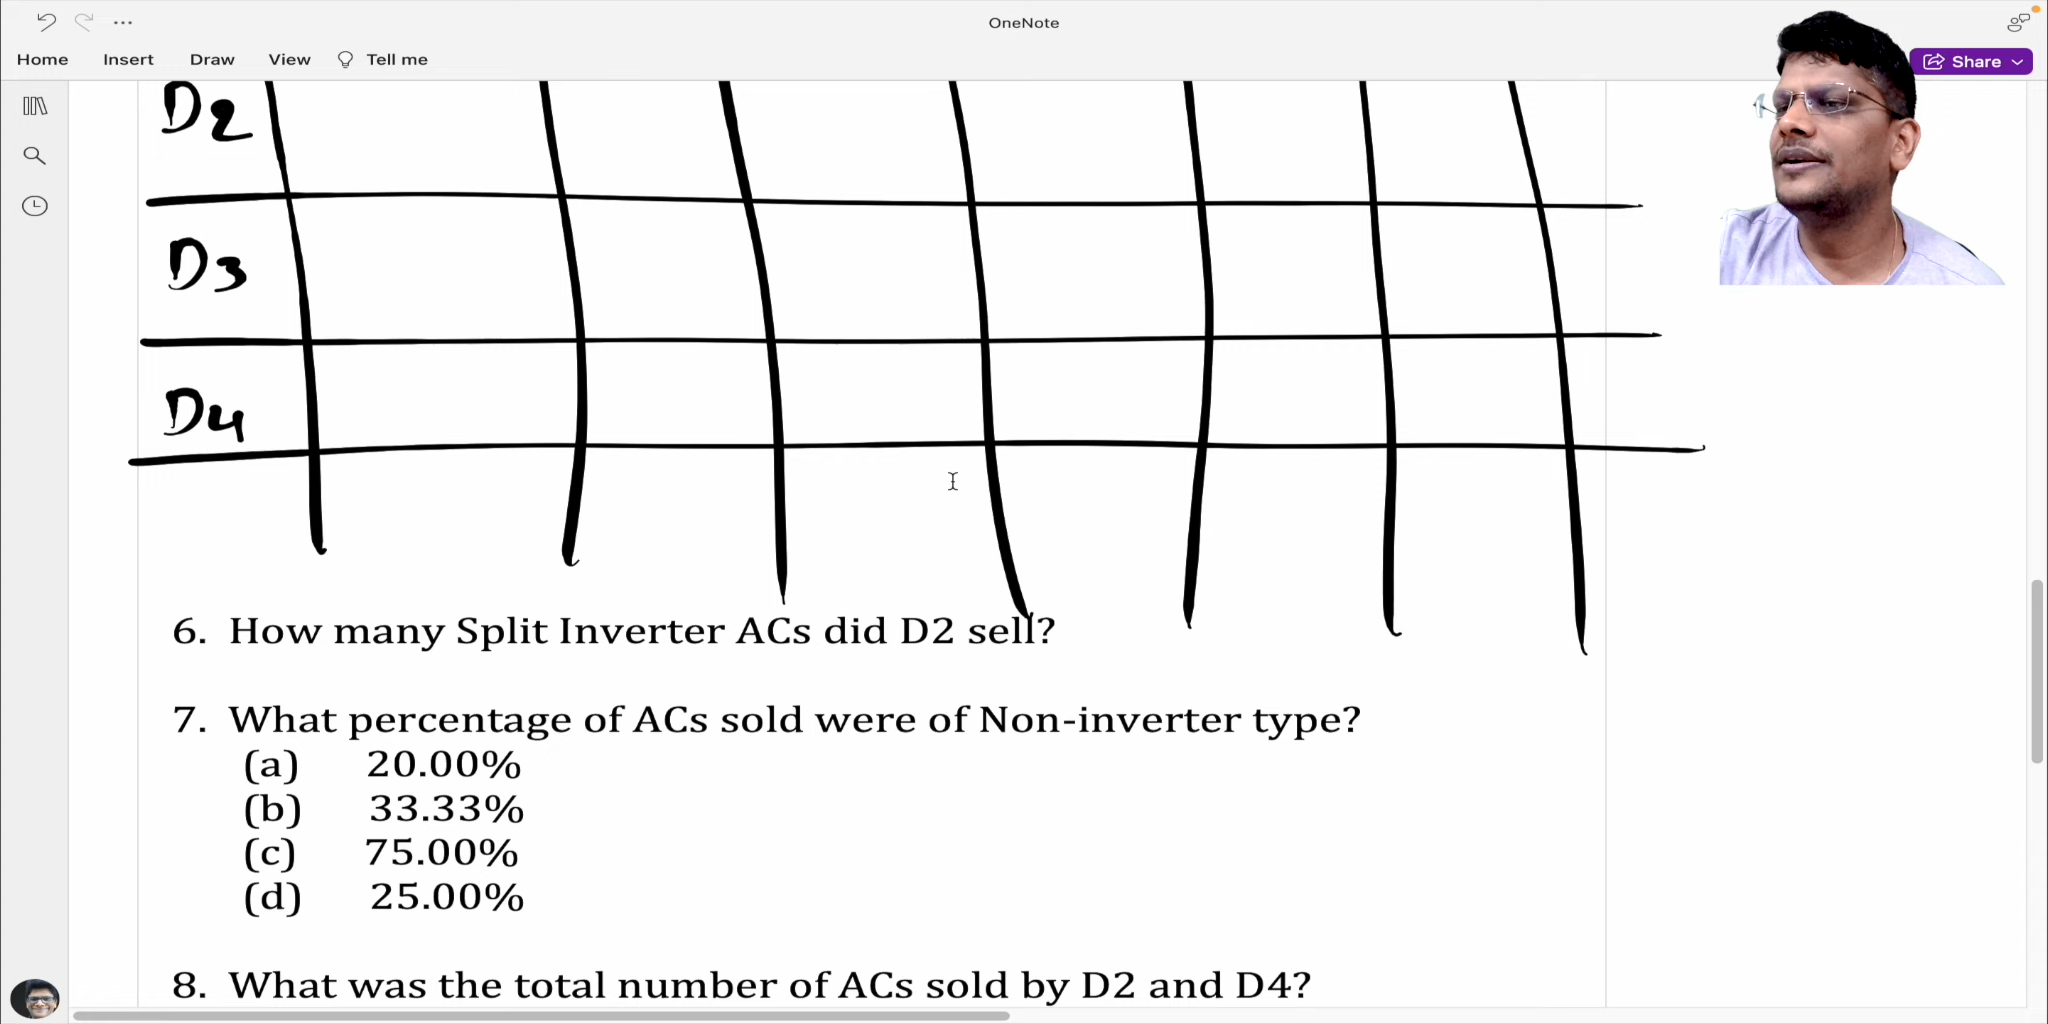 OneNote
Home Insert Draw View Tell me
Share
D2
D3
D4
6. How many Split Inverter ACs did D2 sell?
7. What percentage of ACs sold were of Non-inverter type?
(a) 20.00%
(b) 33.33%
(c) 75.00%
(d) 25.00%
8. What was the total number of ACs sold by D2 and D4?